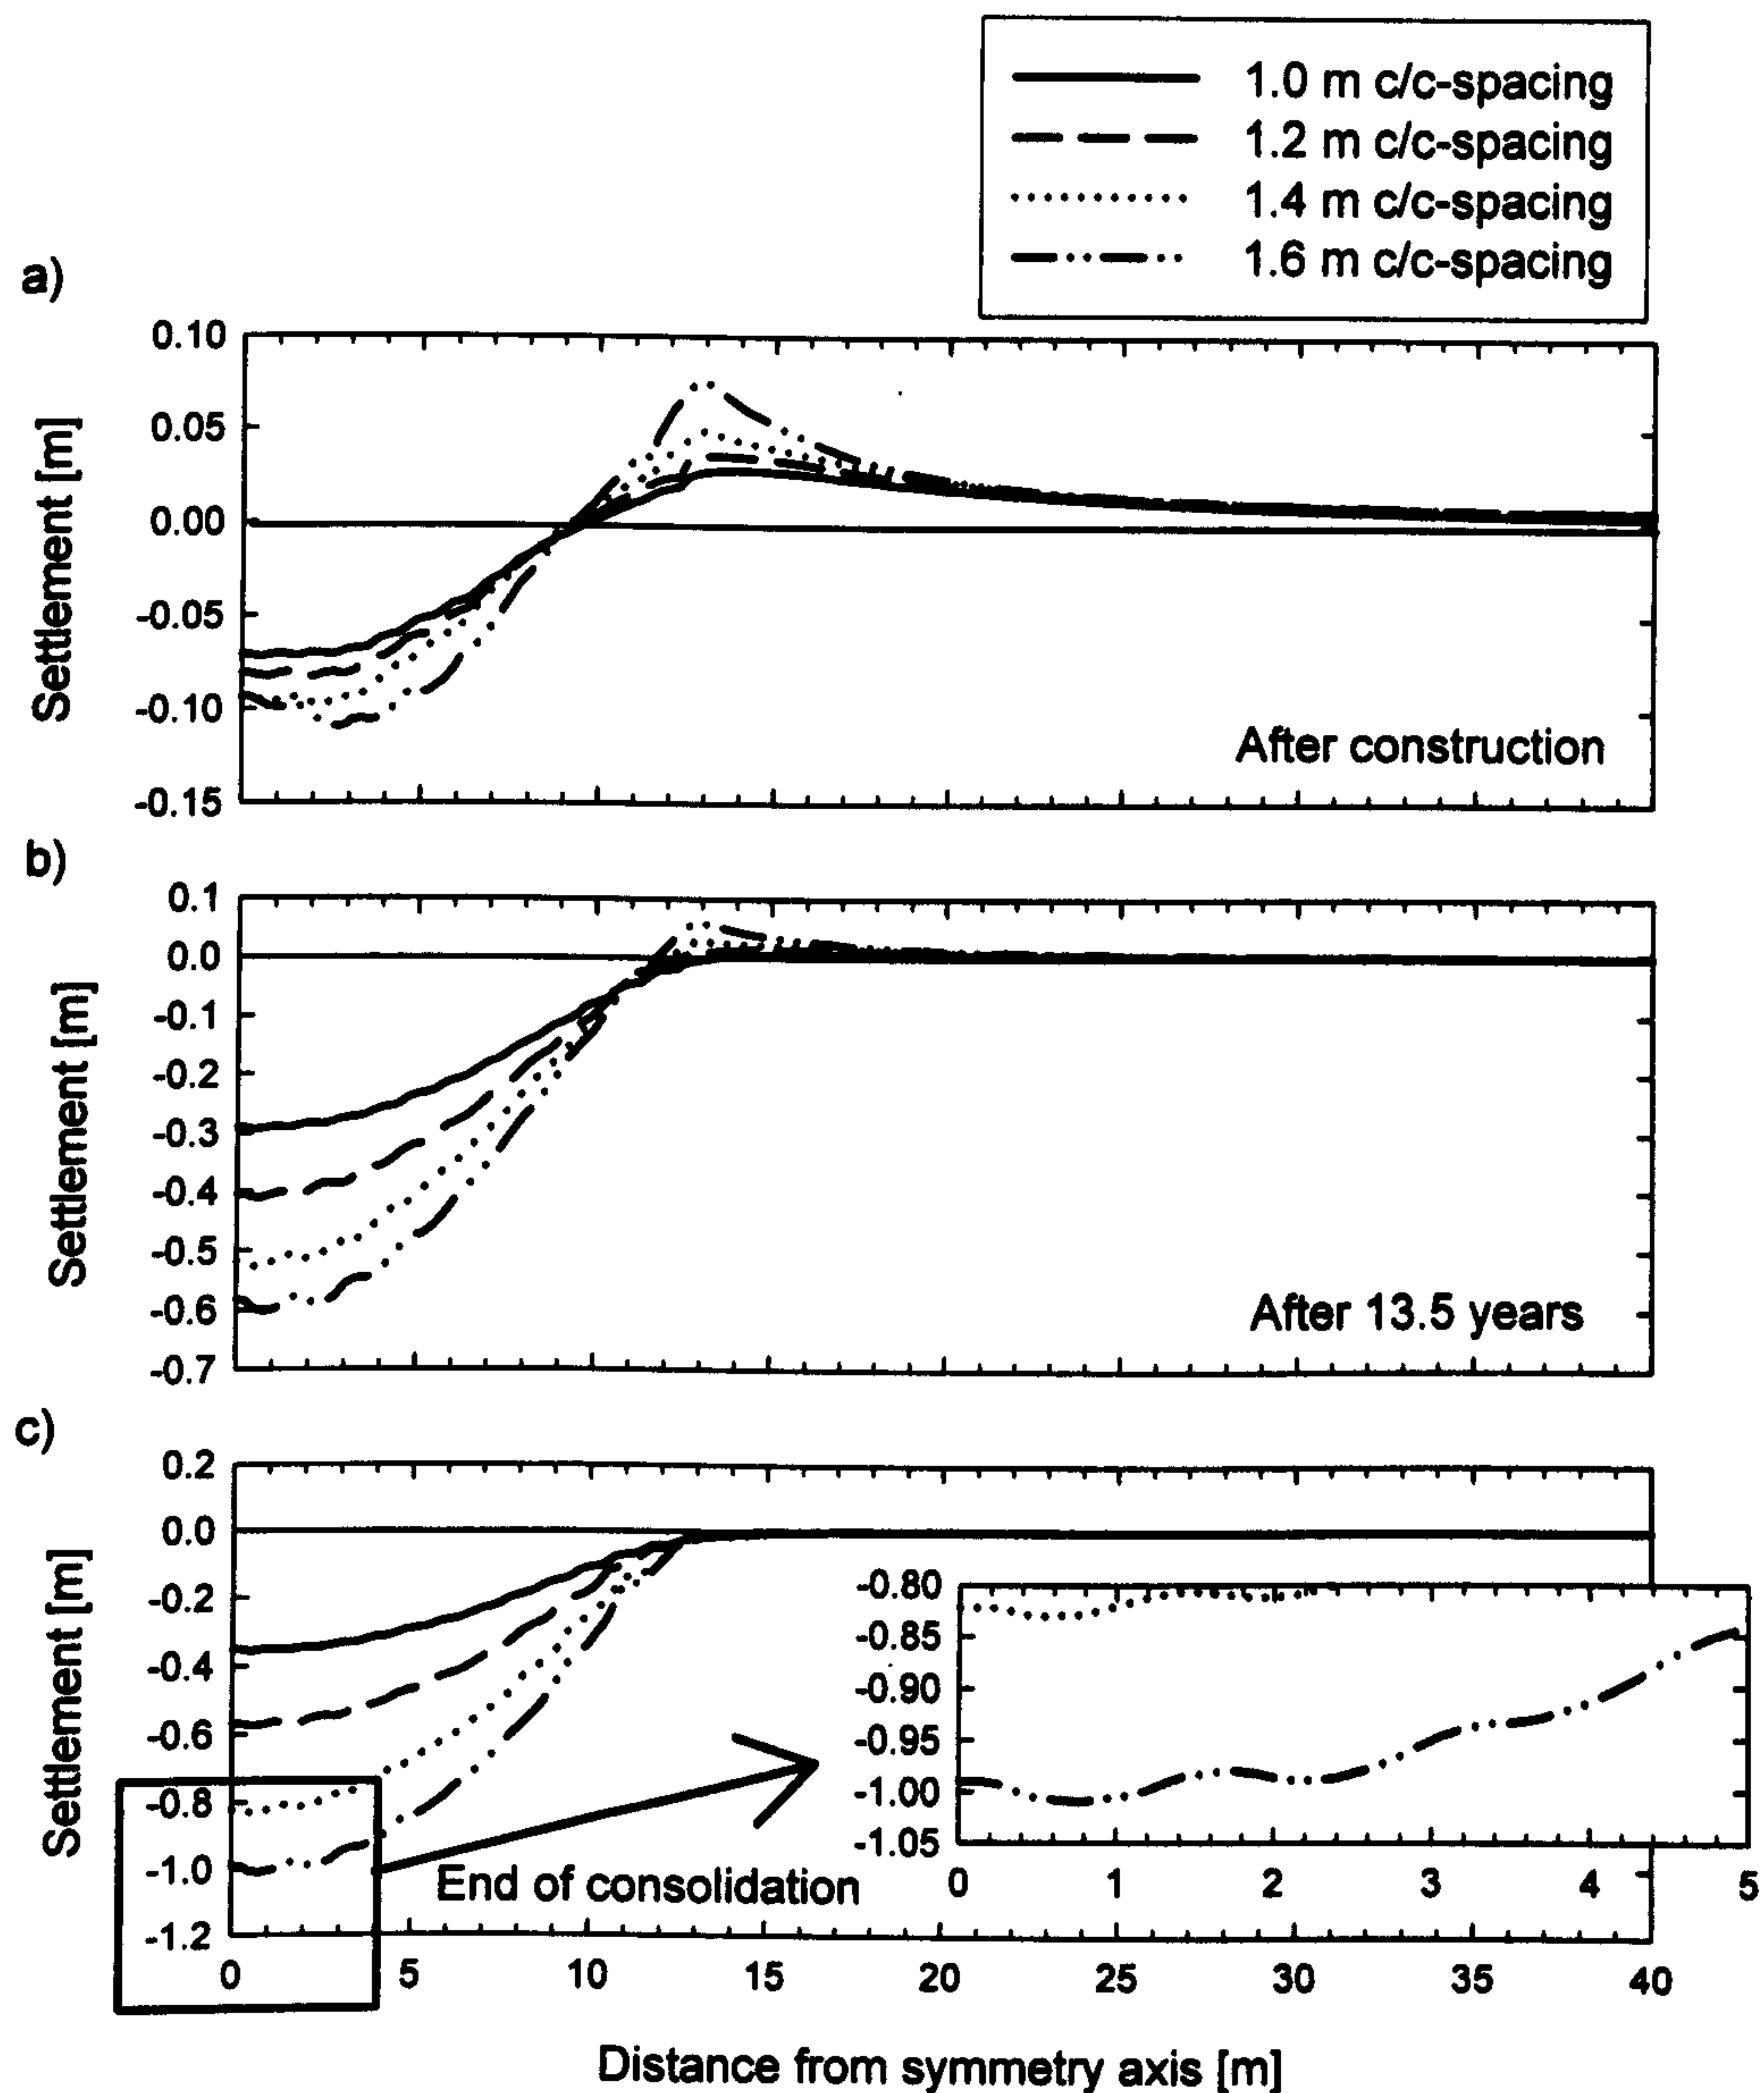 1.0 m c/c-spacing
1.2 m c/c-spacing
1.4 m c/c-spacing
1.6 m c/c-spacing
a)
Settlement [m]
0.10
0.05
0.00
-0.05
-0.10
-0.15
After construction
b)
Settlement [m]
0.1
0.0
-0.1
-0.2
-0.3
-0.4
-0.5
-0.6
-0.7
After 13.5 years
c)
Settlement [m]
0.2
0.0
-0.2
-0.4
-0.6
-0.8
-1.0
-1.2
End of consolidation
-0.80
-0.85
-0.90
-0.95
-1.00
-1.05
0 1 2 3 4 5
0 5 10 15 20 25 30 35 40
Distance from symmetry axis [m]